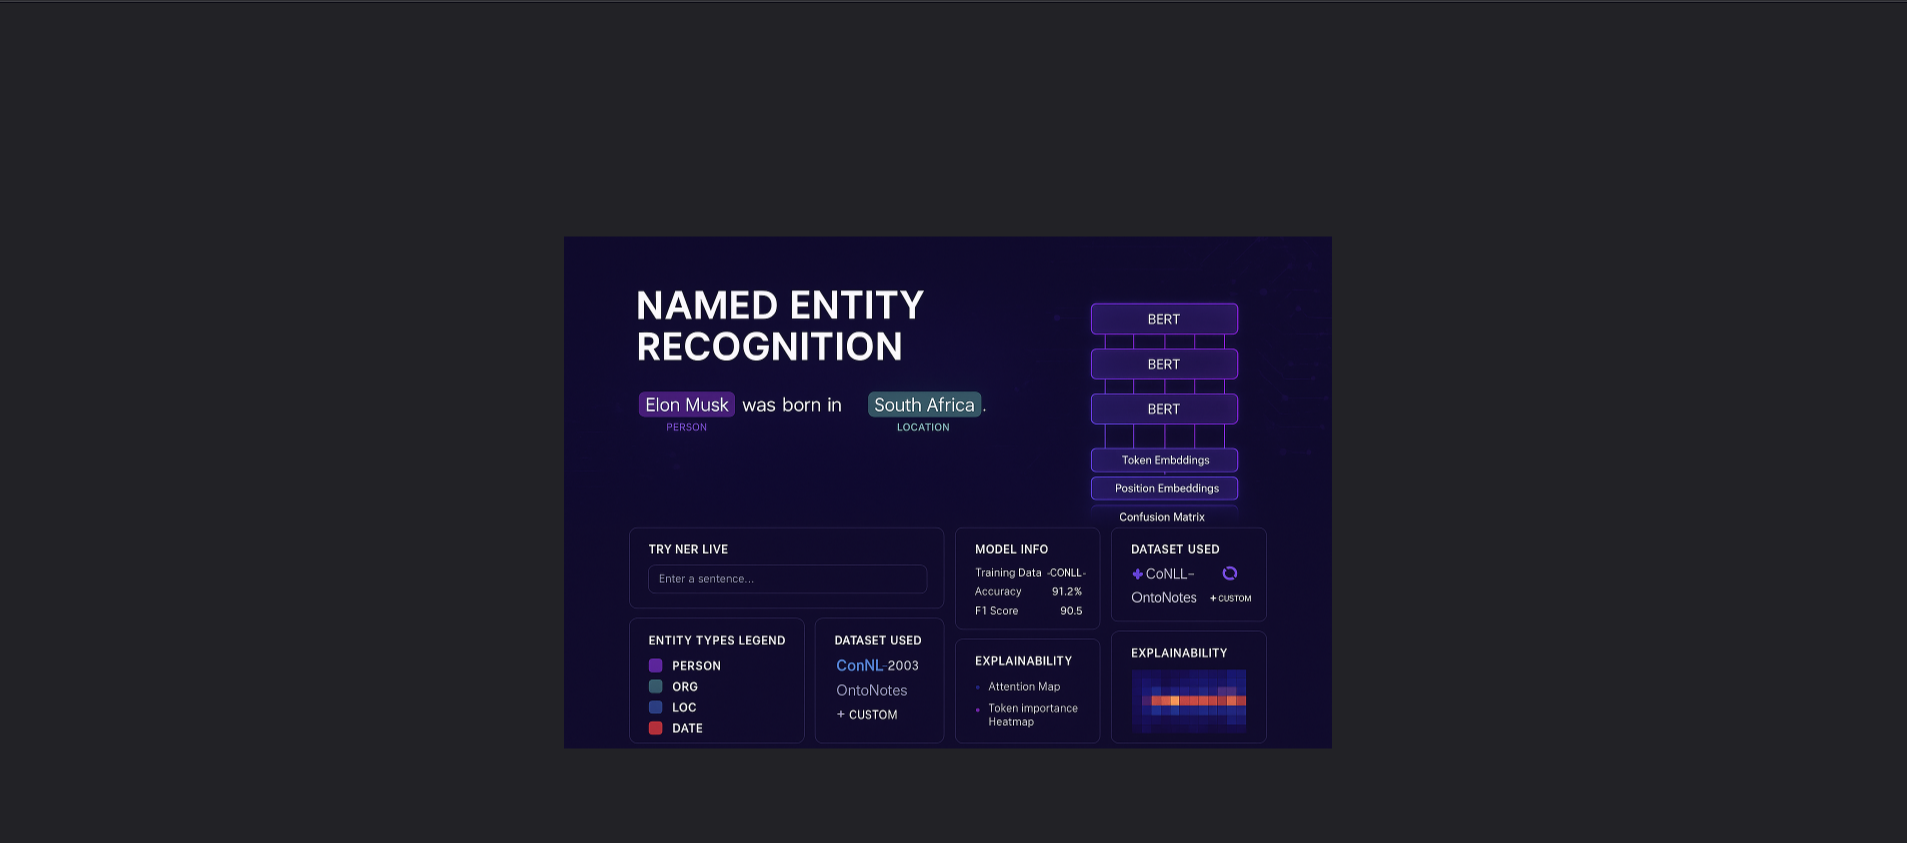 NAMED ENTITY
RECOGNITION
Elon Musk was born in South Africa.
PERSON LOCATION
BERT
BERT
BERT
Token Embddings
Position Embeddings
Confusion Matrix
TRY NER LIVE
Enter a sentence...
MODEL INFO
Training Data -CONLL-
Accuracy 91.2%
F1 Score 90.5
DATASET USED
CoNLL–
OntoNotes + CUSTOM
ENTITY TYPES LEGEND
PERSON
ORG
LOC
DATE
DATASET USED
ConNL-2003
OntoNotes
+ CUSTOM
EXPLAINABILITY
Attention Map
Token importance
Heatmap
EXPLAINABILITY